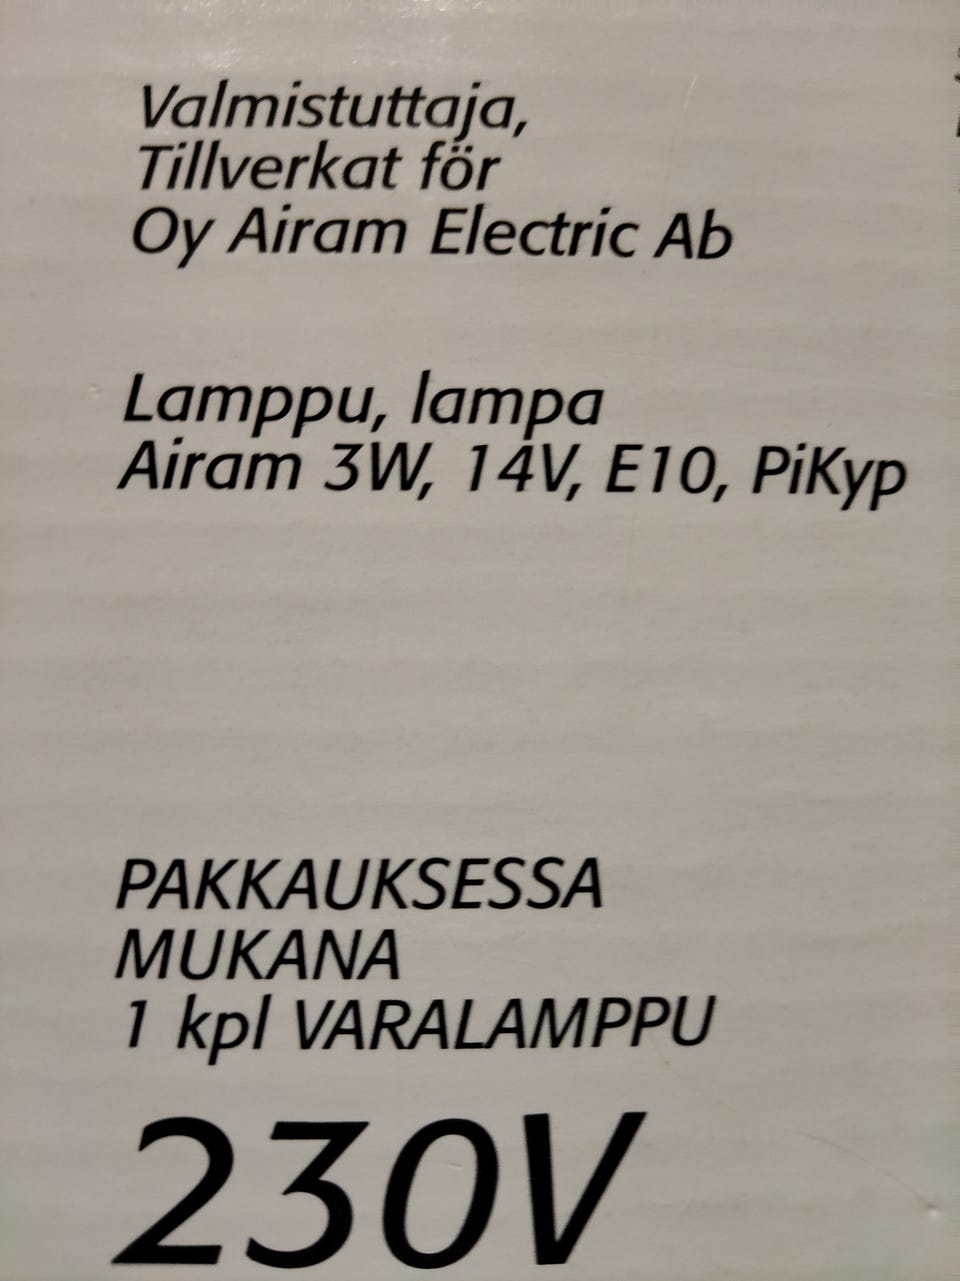 Valmistuttaja,
Tillverkat för
Oy Airam Electric Ab
Lamppu, lampa
Airam 3W, 14V, E10, PiKyp
PAKKAUKSESSA
MUKANA
1 kpl VARALAMPPU
230V